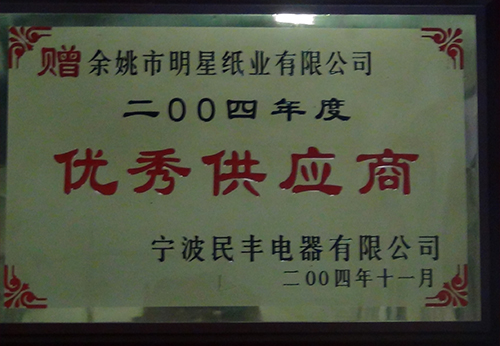 赠 余姚市明星纸业有限公司
二00四年度
优秀供应商
宁波民丰电器有限公司
二00四年十一月